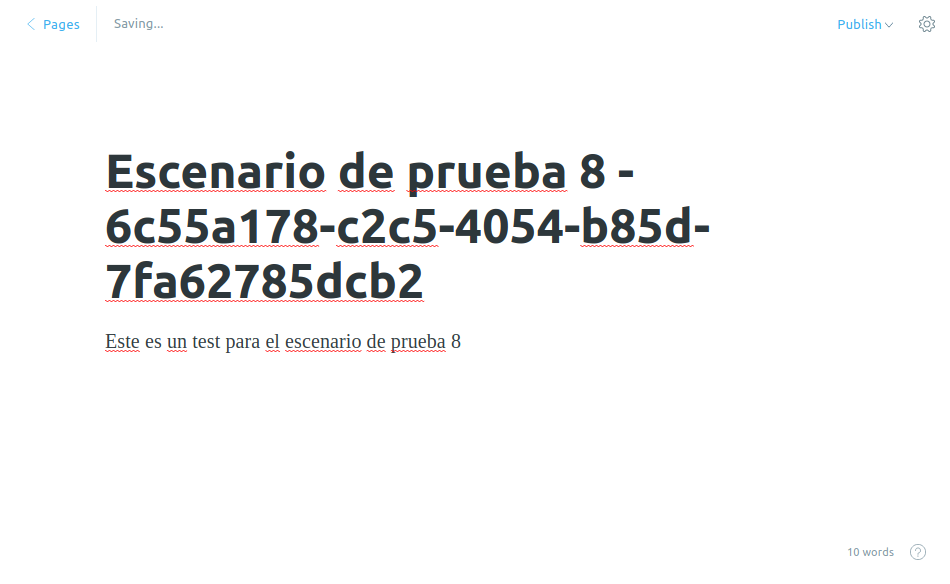 Pages
Saving...
Publish
Escenario de prueba 8 -
6c55a178-c2c5-4054-b85d-
7fa62785dcb2
Este es un test para el escenario de prueba 8
10 words
?